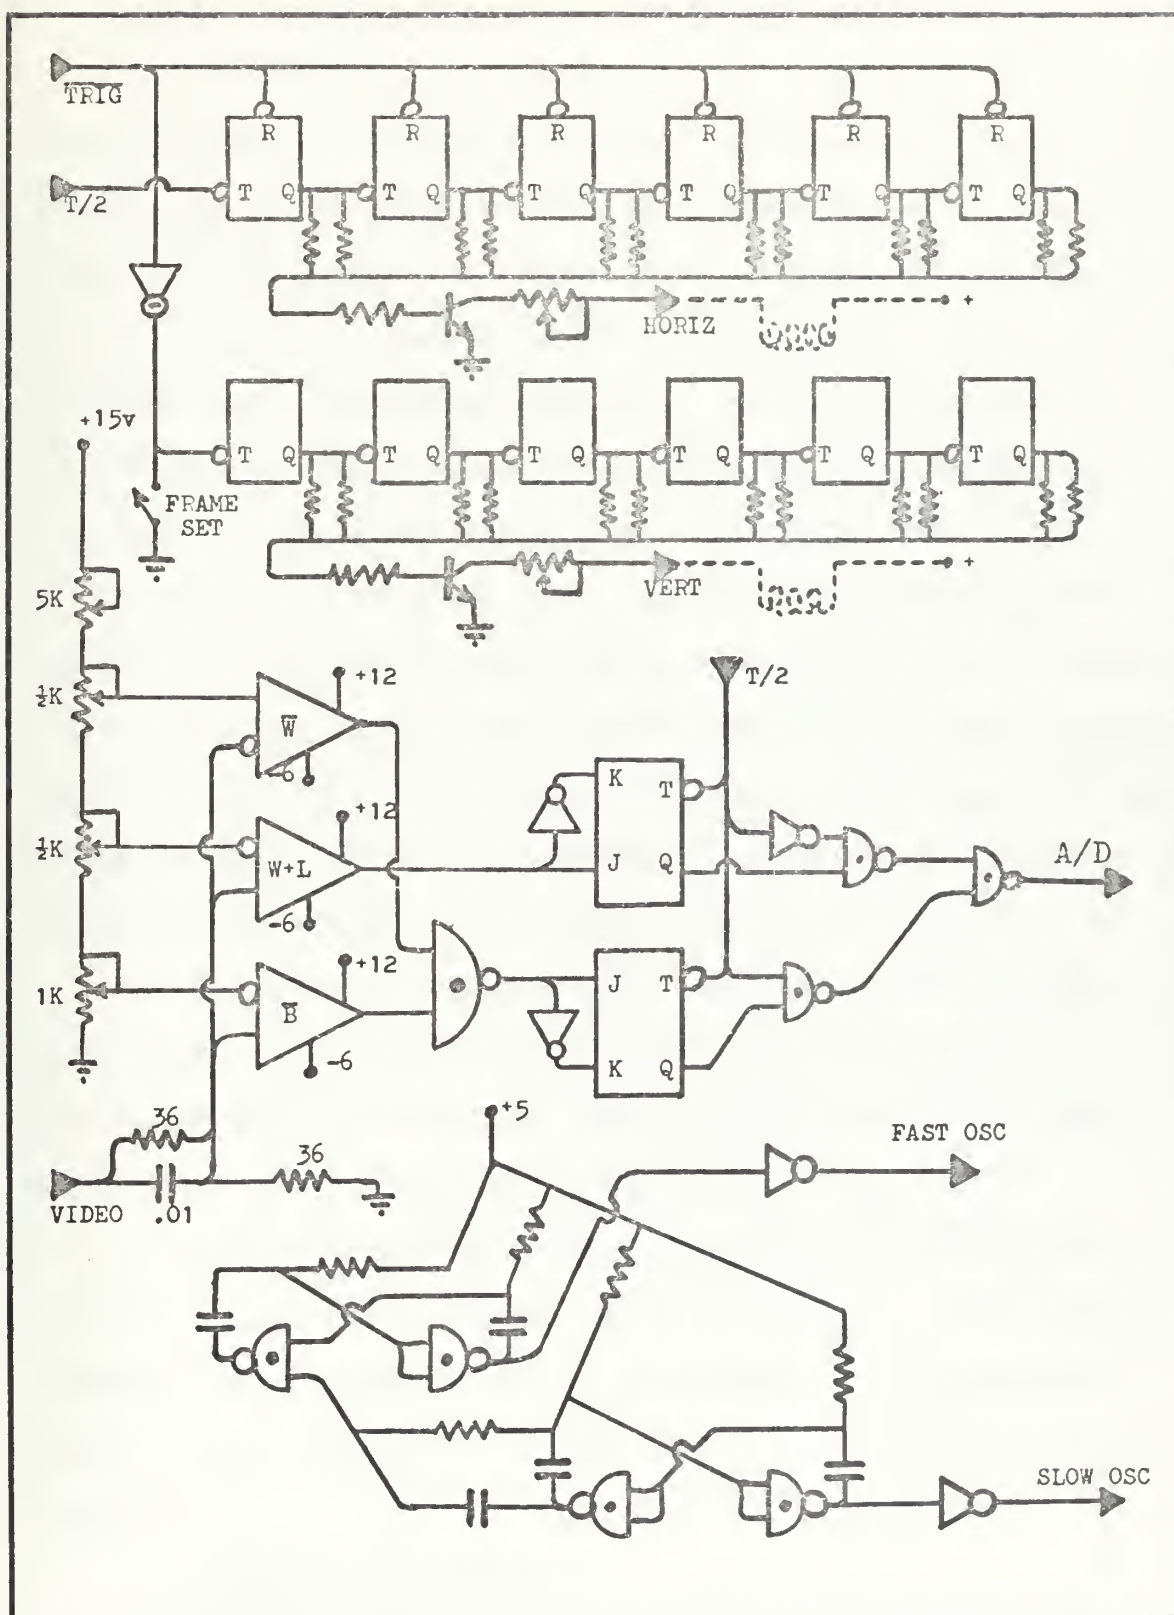 TRIG
R R R R R R
T/2
T Q T Q T Q T Q T Q T Q
HORIZ +
+15v
T Q T Q T Q T Q T Q T Q
FRAME
SET
VERT +
5K
T/2
½K
+12
W̅
-6
K T
+12
½K
W+L
J Q
A/D
-6
+12
1K
B̅
J T
-6
K Q
36
+5
FAST OSC
36
VIDEO .01
SLOW OSC